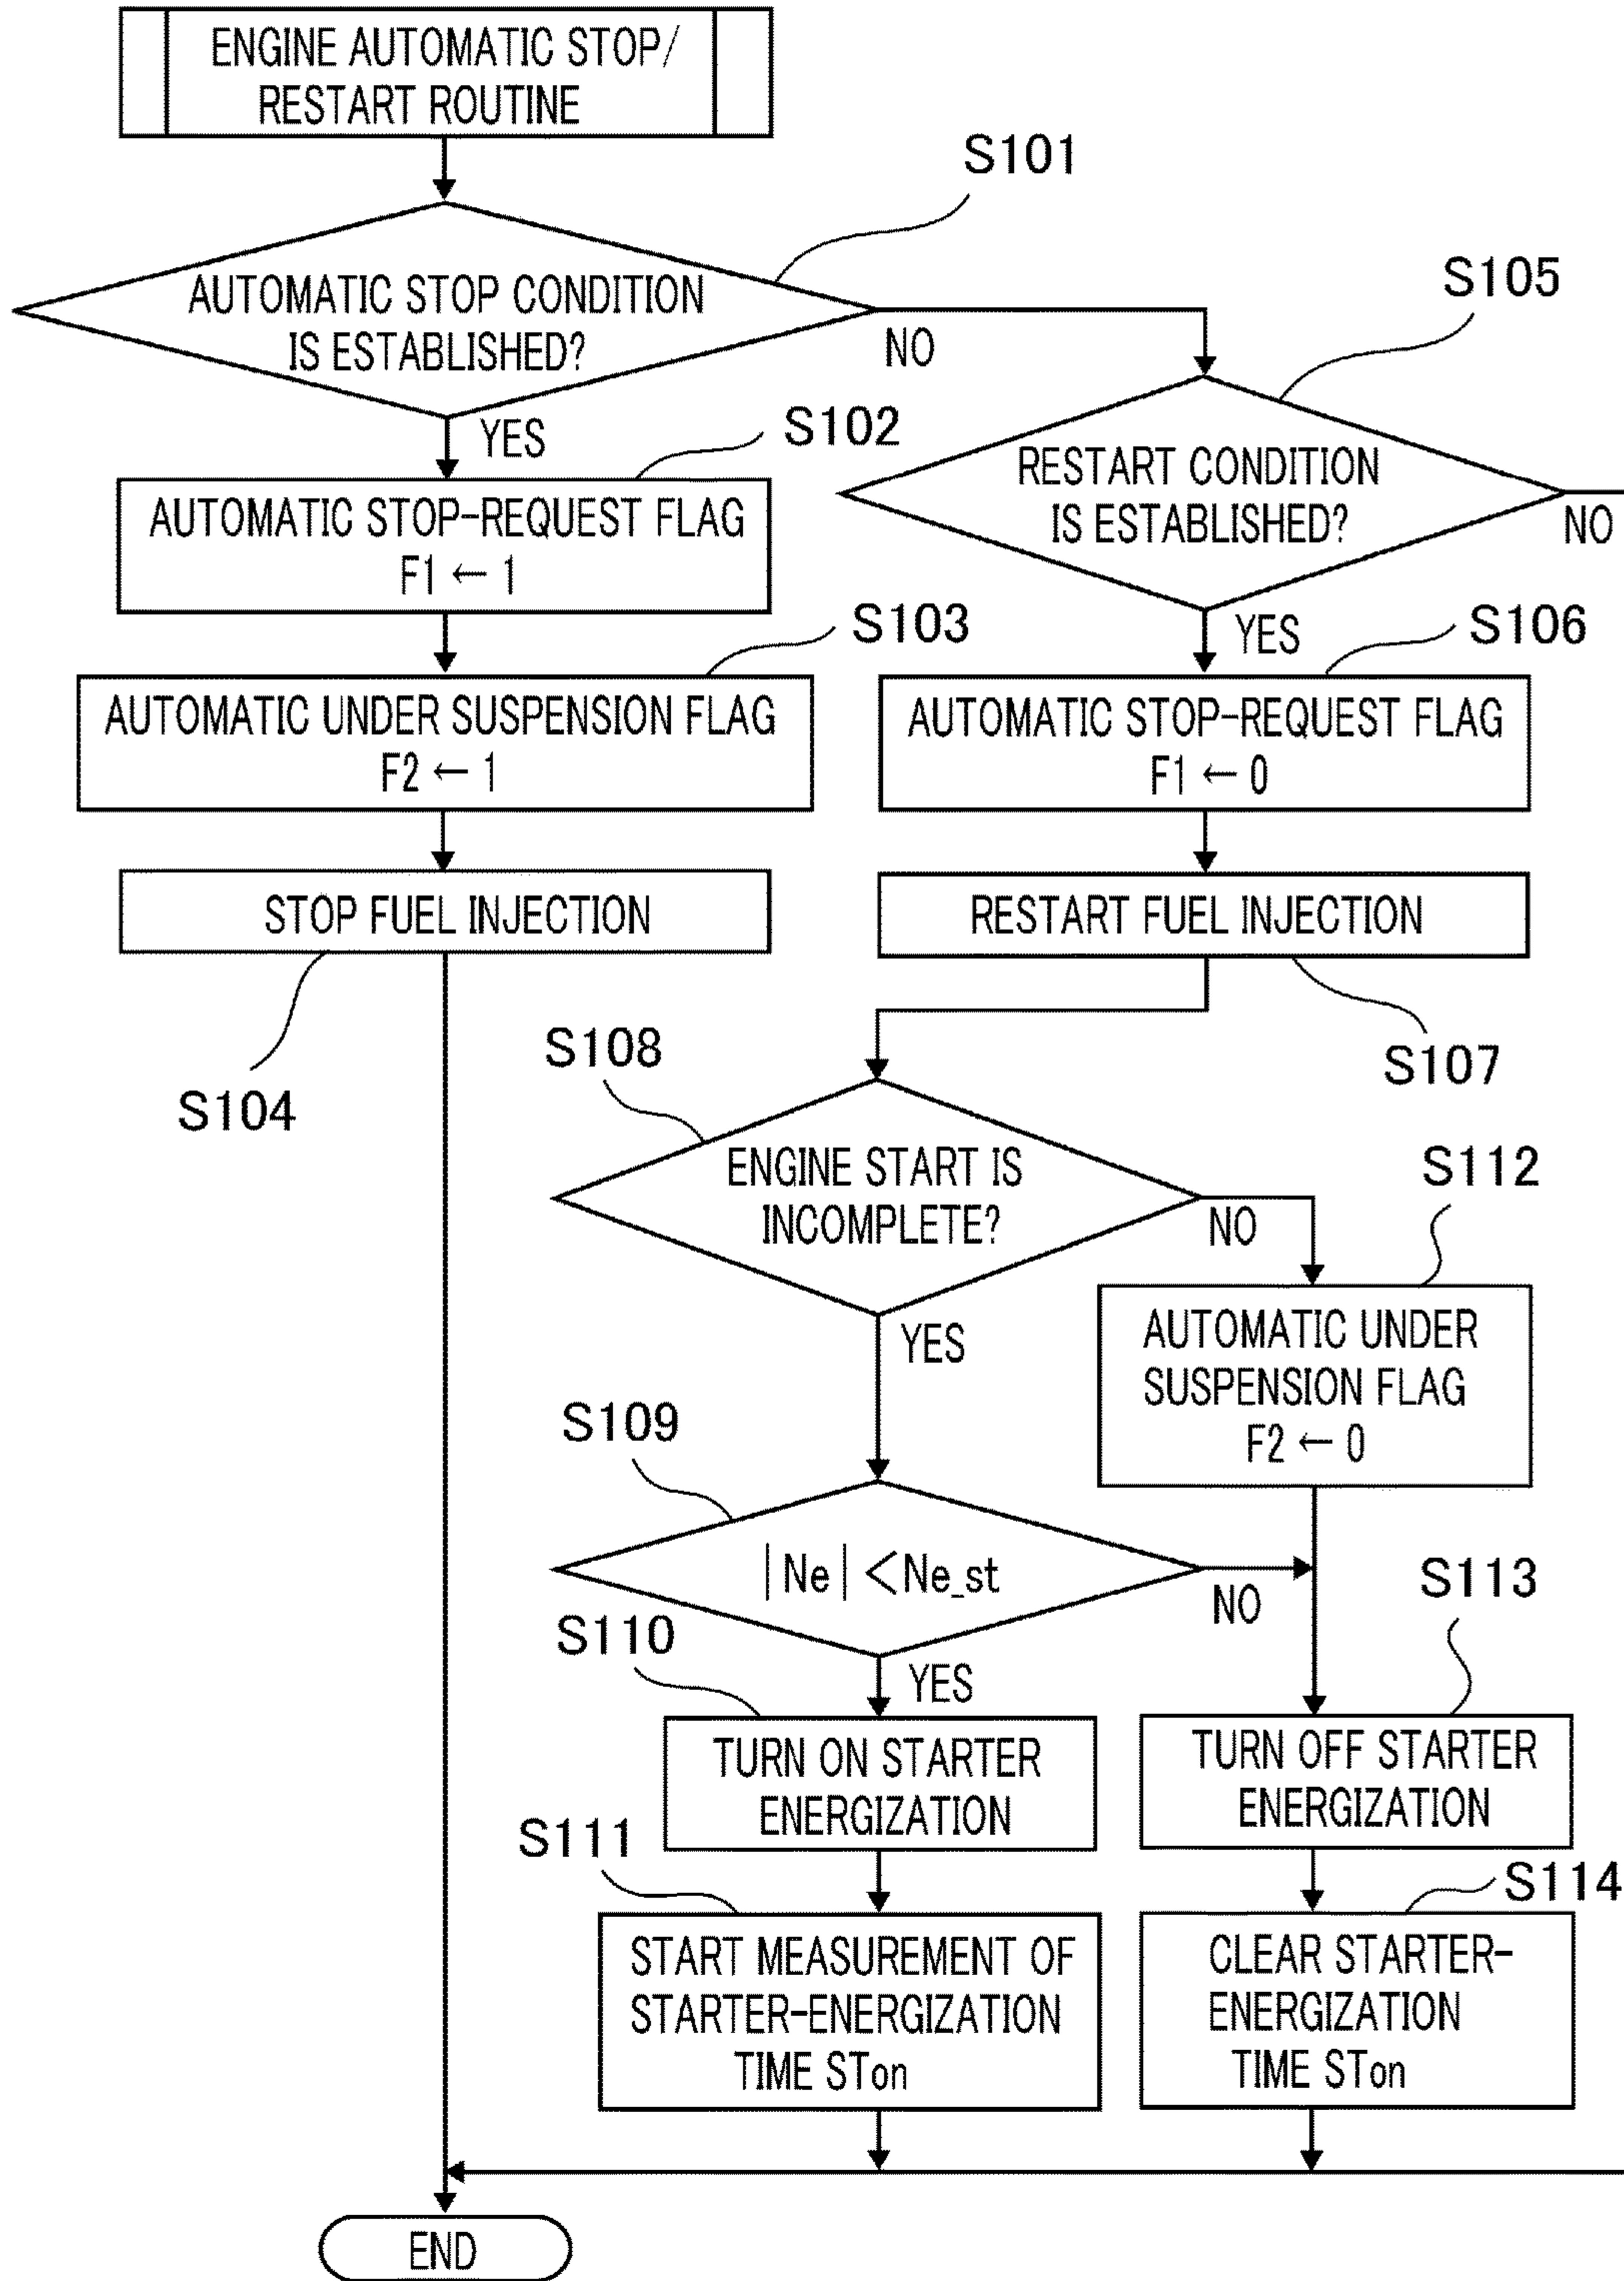 ENGINE AUTOMATIC STOP/
RESTART ROUTINE
S101
AUTOMATIC STOP CONDITION
IS ESTABLISHED?
NO
YES
S102
AUTOMATIC STOP-REQUEST FLAG
F1 ← 1
S103
AUTOMATIC UNDER SUSPENSION FLAG
F2 ← 1
STOP FUEL INJECTION
S104
S105
RESTART CONDITION
IS ESTABLISHED?
NO
YES
S106
AUTOMATIC STOP-REQUEST FLAG
F1 ← 0
RESTART FUEL INJECTION
S107
S108
ENGINE START IS
INCOMPLETE?
NO
YES
S112
AUTOMATIC UNDER
SUSPENSION FLAG
F2 ← 0
S109
|Ne| <Ne_st
NO
YES
S110
TURN ON STARTER
ENERGIZATION
S111
START MEASUREMENT OF
STARTER-ENERGIZATION
TIME STon
S113
TURN OFF STARTER
ENERGIZATION
S114
CLEAR STARTER-
ENERGIZATION
TIME STon
END